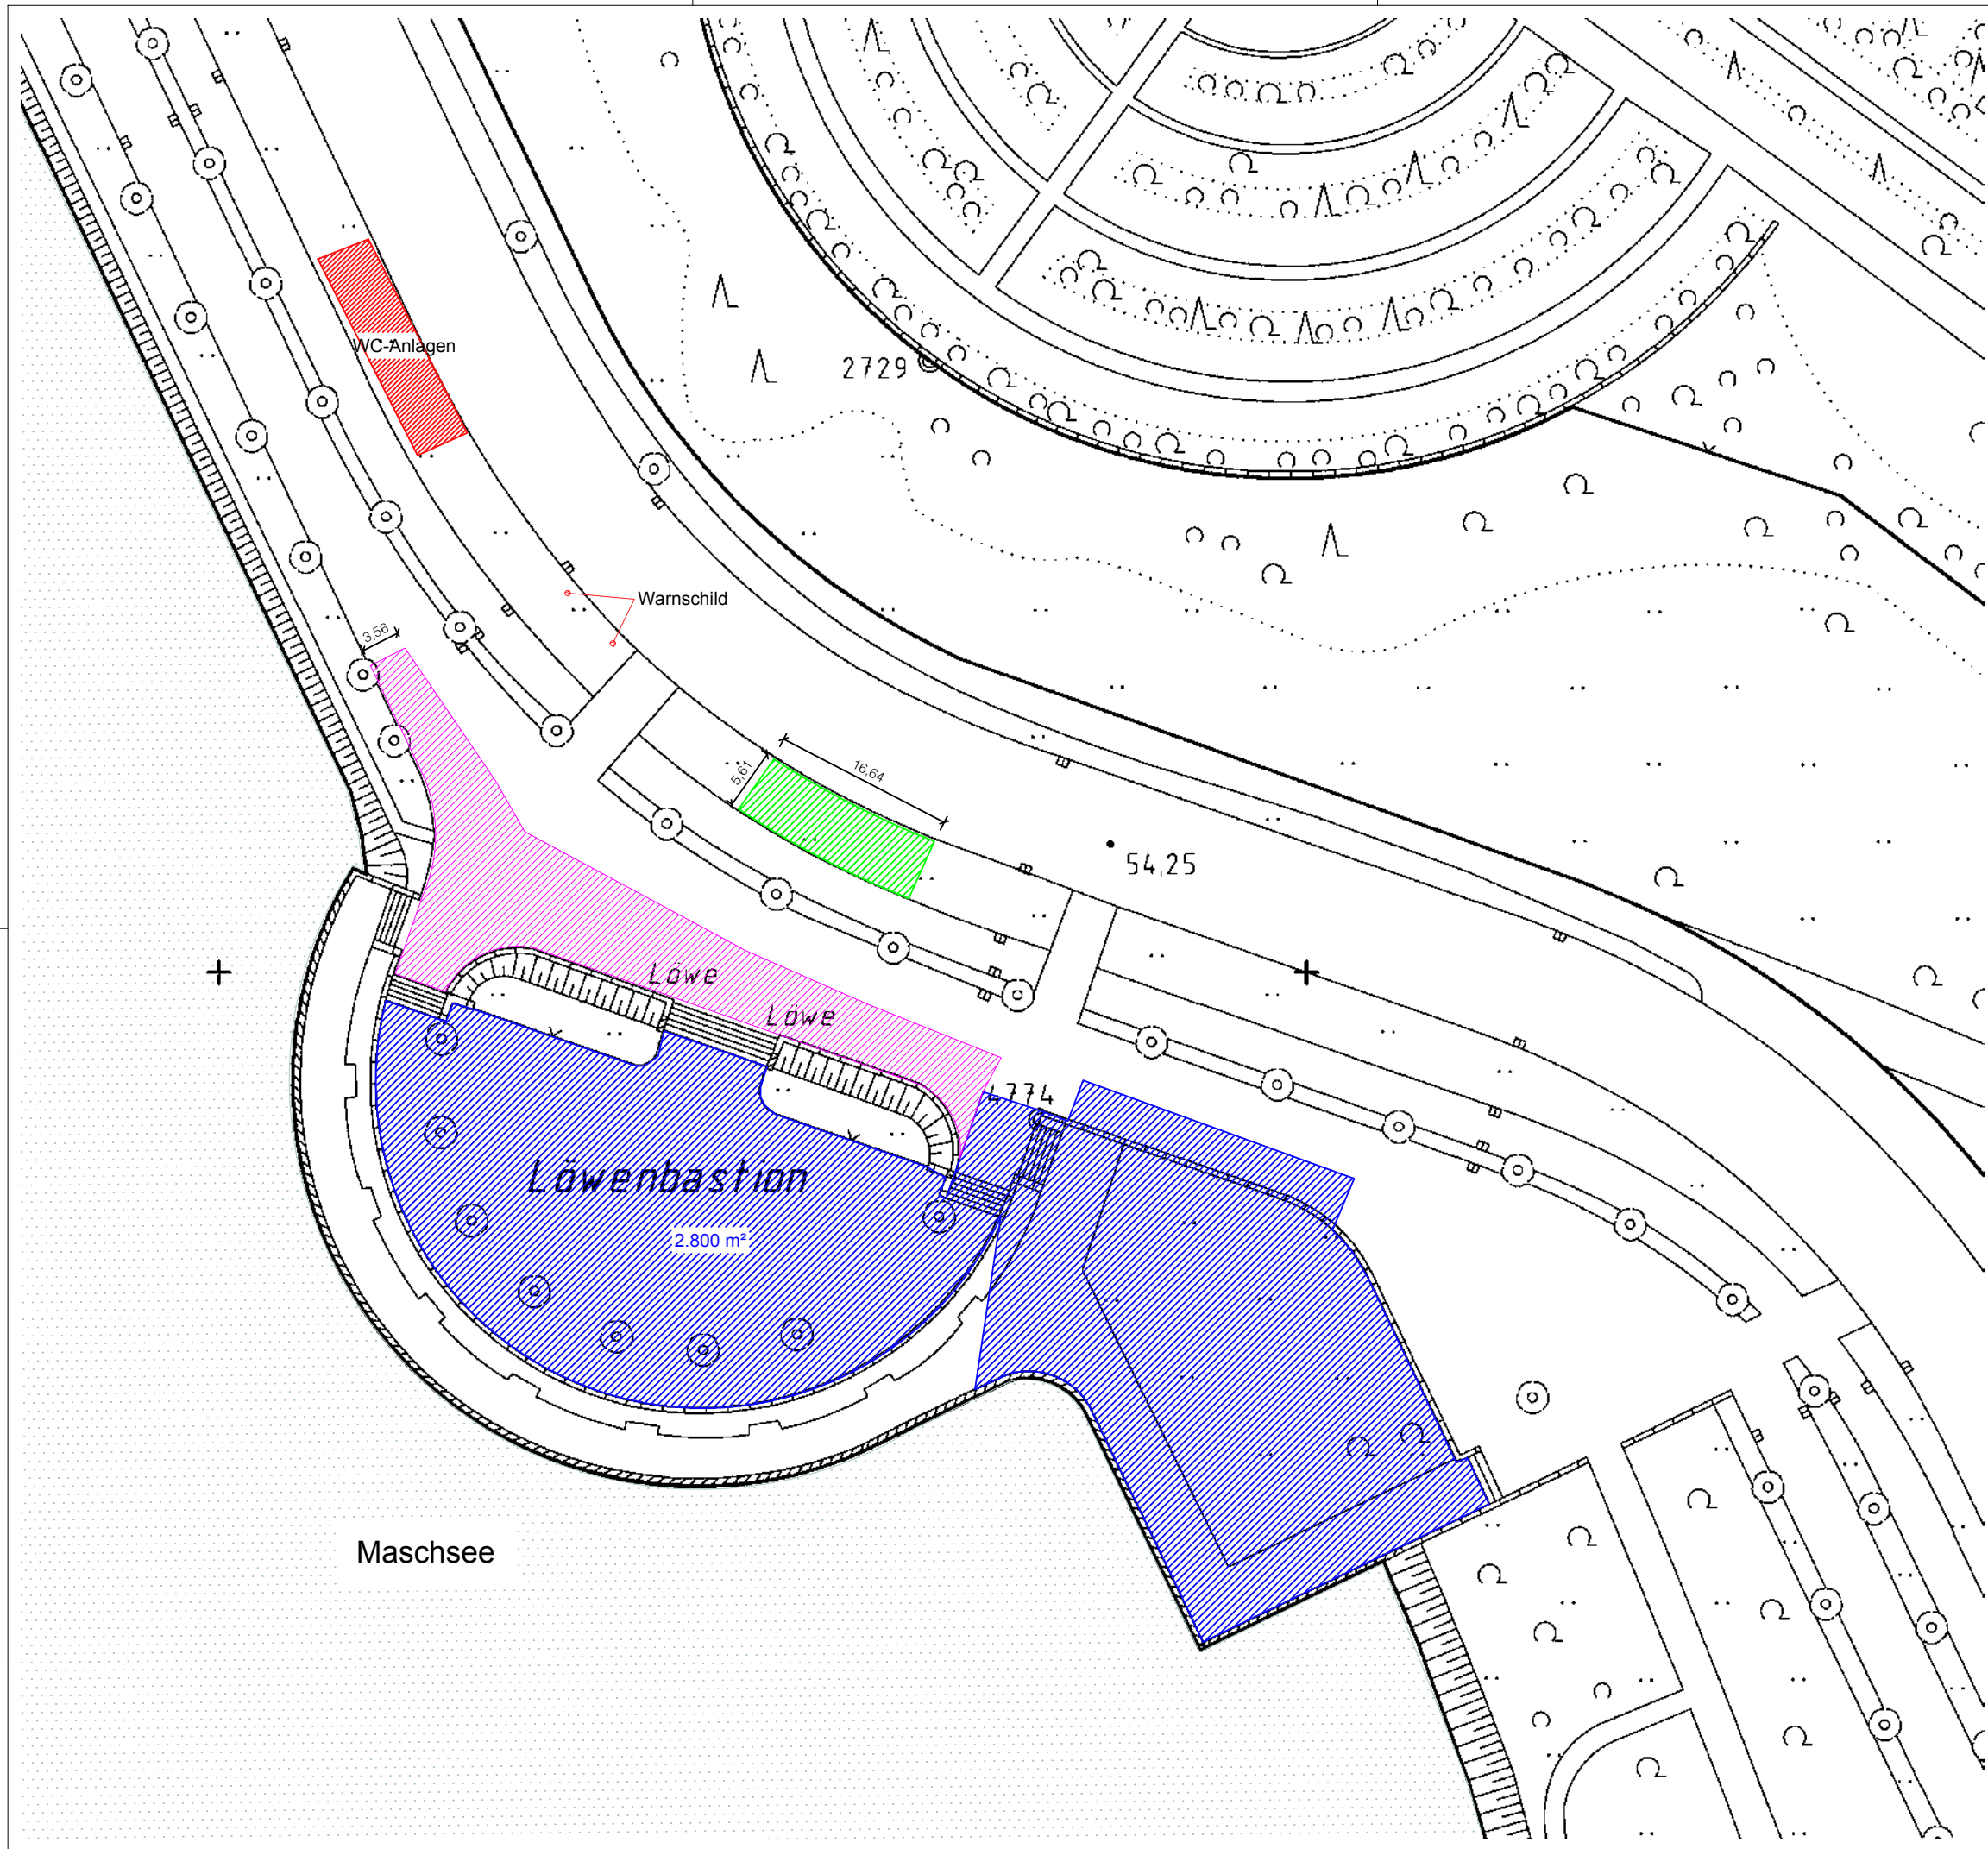 WC-Anlagen
2729
Warnschild
3,56
16,64
5,61
54,25
Löwe
Löwe
4774
Löwenbastion
2.800 m²
Maschsee